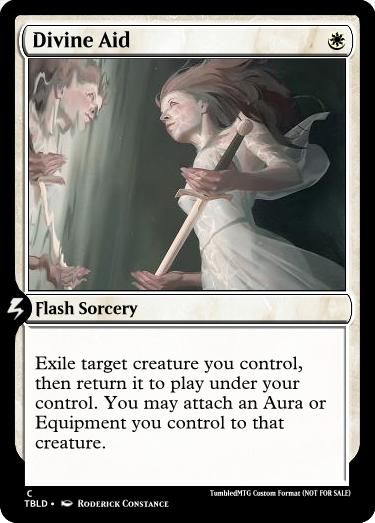 Divine Aid
Flash Sorcery
Exile target creature you control,
then return it to play under your
control. You may attach an Aura or
Equipment you control to that
creature.
C
TBLD • Roderick Constance
TumbledMTG Custom Format (NOT FOR SALE)